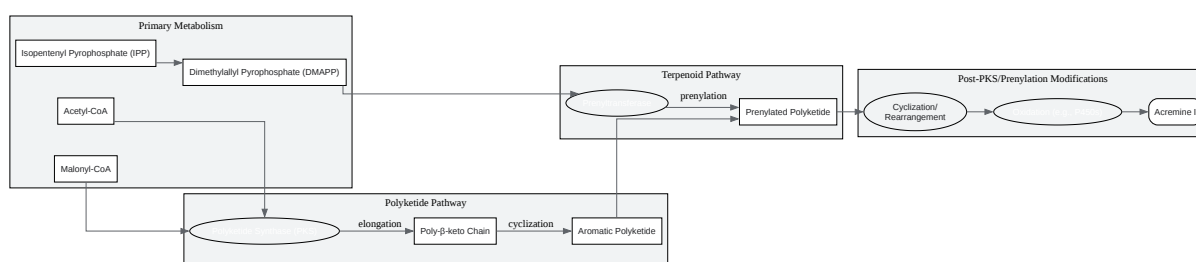 Primary Metabolism
Isopentenyl Pyrophosphate (IPP)
Dimethylallyl Pyrophosphate (DMAPP)
Acetyl-CoA
Malonyl-CoA
Terpenoid Pathway
prenylation
Prenylated Polyketide
Post-PKS/Prenylation Modifications
Cyclization/
Rearrangement
Acremine I
Polyketide Pathway
elongation
Poly-β-keto Chain
cyclization
Aromatic Polyketide